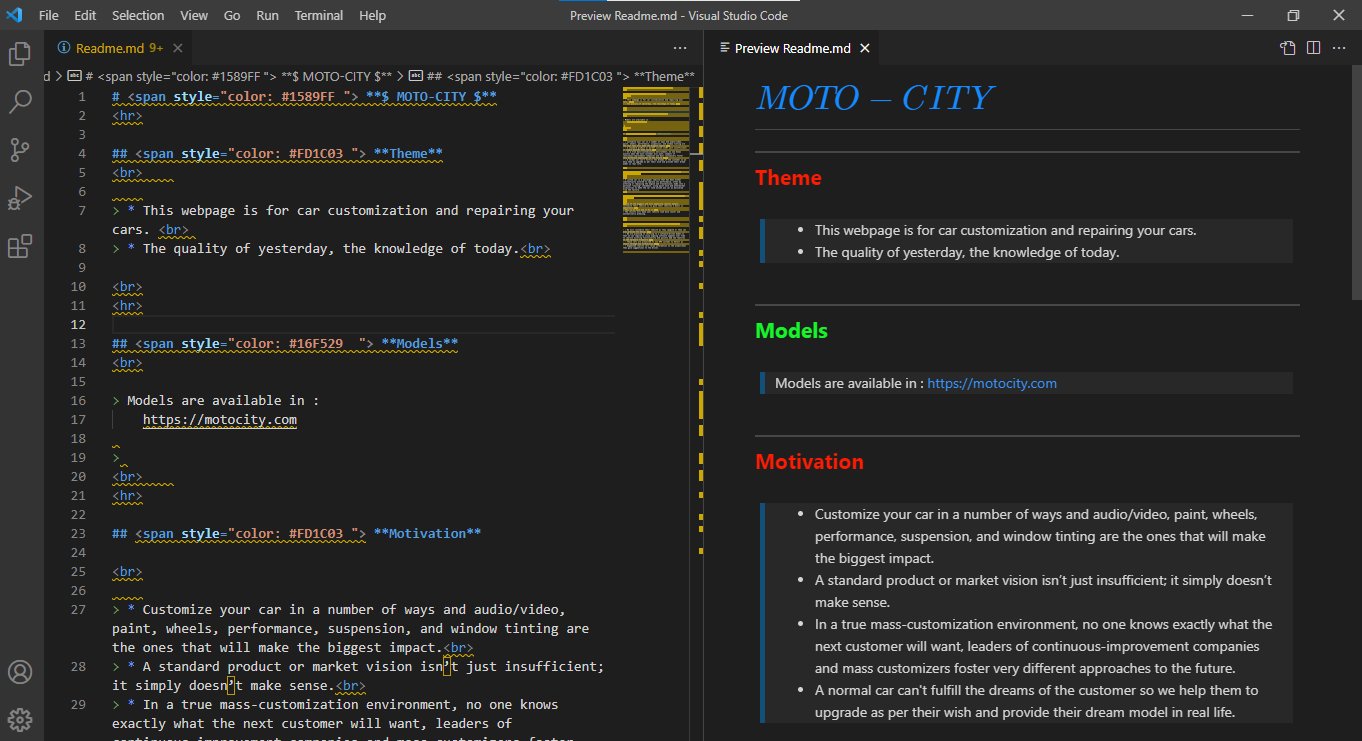 File Edit Selection View Go Run Terminal Help
Preview Readme.md - Visual Studio Code
Readme.md 9+
d > # <span style="color: #1589FF "> **$ MOTO-CITY $** > ## <span style="color: #FD1C03 "> **Theme**
1 # <span style="color: #1589FF "> **$ MOTO-CITY $**
2 <hr>
3
4 ## <span style="color: #FD1C03 "> **Theme**
5 <br>
6
7 > * This webpage is for car customization and repairing your
cars. <br>
8 > * The quality of yesterday, the knowledge of today.<br>
9
10 <br>
11 <hr>
12
13 ## <span style="color: #16F529  "> **Models**
14 <br>
15
16 > Models are available in :
17 https://motocity.com
18
19 >
20 <br>
21 <hr>
22
23 ## <span style="color: #FD1C03 "> **Motivation**
24
25 <br>
26
27 > * Customize your car in a number of ways and audio/video,
paint, wheels, performance, suspension, and window tinting are
the ones that will make the biggest impact.<br>
28 > * A standard product or market vision isn’t just insufficient;
it simply doesn’t make sense.<br>
29 > * In a true mass-customization environment, no one knows
exactly what the next customer will want, leaders of
continuous-improvement companies and mass customizers foster
Preview Readme.md
MOTO – CITY
Theme
• This webpage is for car customization and repairing your cars.
• The quality of yesterday, the knowledge of today.
Models
Models are available in : https://motocity.com
Motivation
• Customize your car in a number of ways and audio/video, paint, wheels,
performance, suspension, and window tinting are the ones that will make
the biggest impact.
• A standard product or market vision isn’t just insufficient; it simply doesn’t
make sense.
• In a true mass-customization environment, no one knows exactly what the
next customer will want, leaders of continuous-improvement companies
and mass customizers foster very different approaches to the future.
• A normal car can't fulfill the dreams of the customer so we help them to
upgrade as per their wish and provide their dream model in real life.